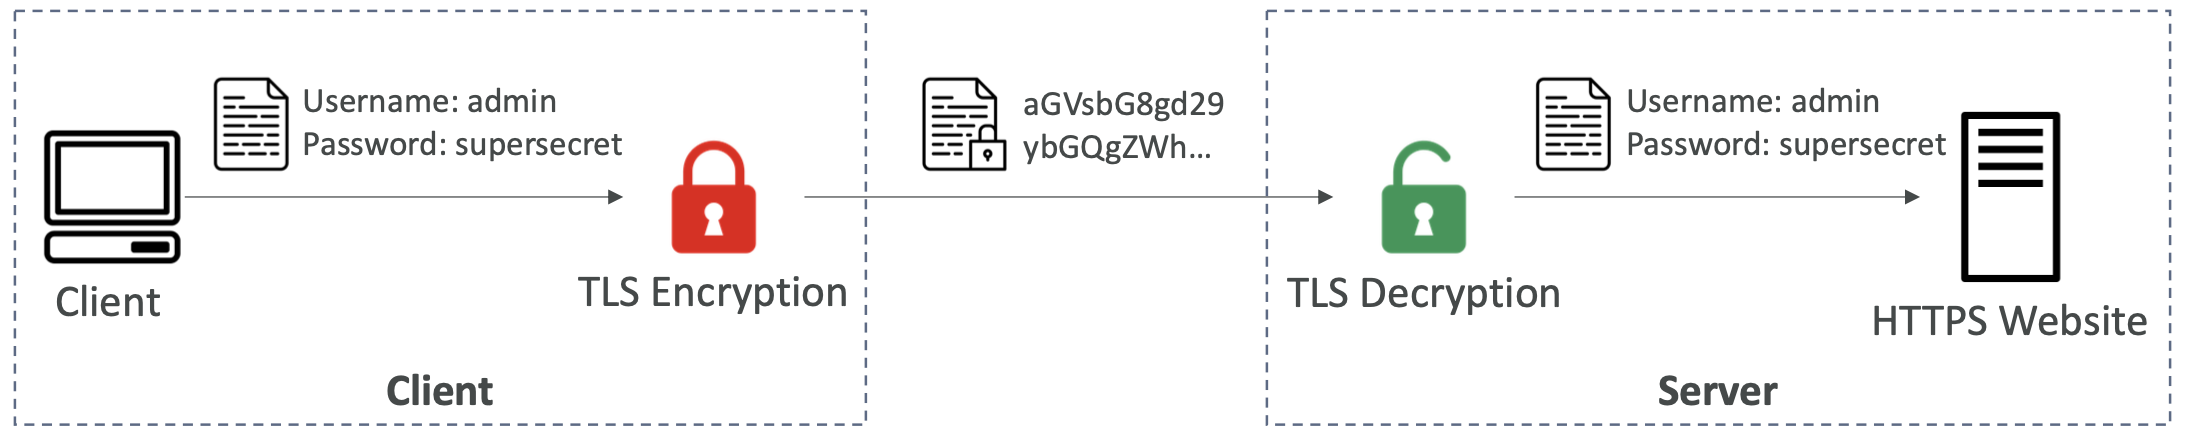 Username: admin
Password: supersecret
Client
TLS Encryption
Client
aGVsbG8gd29
ybGQgZWh...
Username: admin
Password: supersecret
TLS Decryption
HTTPS Website
Server